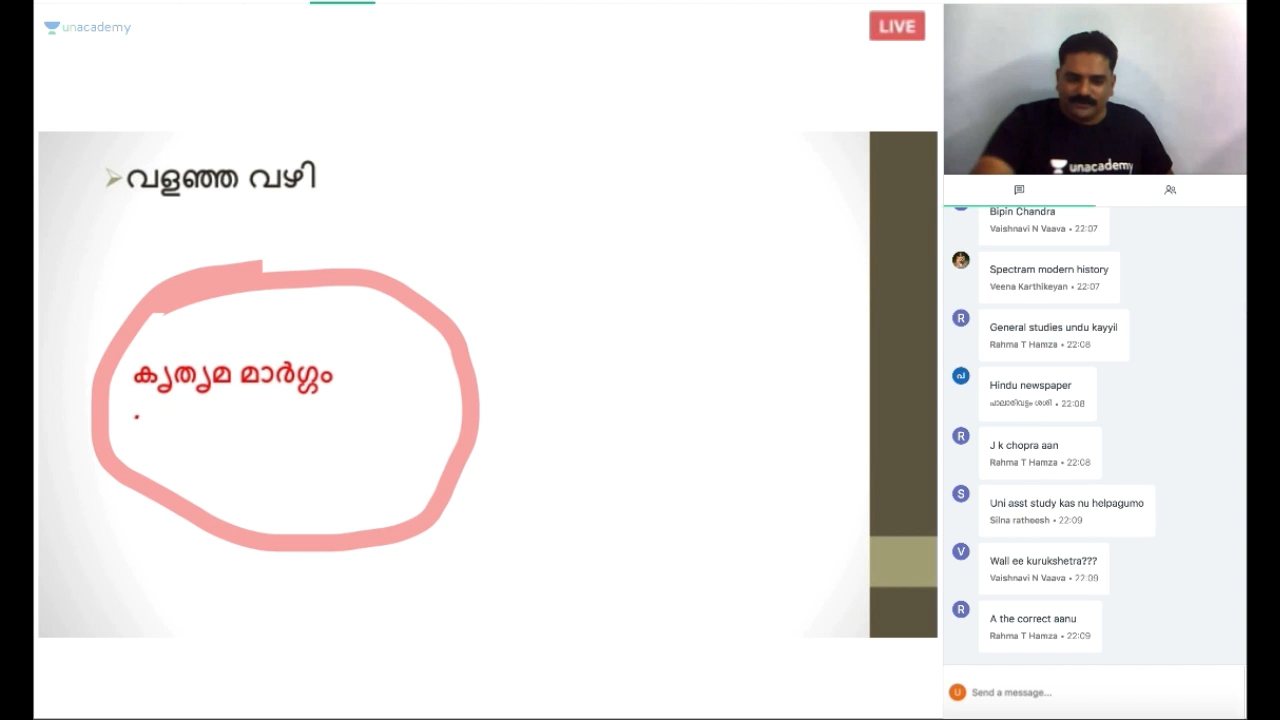 unacademy
LIVE
വളഞ്ഞ വഴി
കൃതൃമ മാർഗ്ഗം
.
unacademy
Bipin Chandra
Vaishnavi N Vaava • 22:07
Spectram modern history
Veena Karthikeyan • 22:07
R
General studies undu kayyil
Rahma T Hamza • 22:08
പ
Hindu newspaper
പാലാരിവട്ടം ശശി • 22:08
R
J k chopra aan
Rahma T Hamza • 22:08
S
Uni asst study kas nu helpagumo
Silna ratheesh • 22:09
V
Wall ee kurukshetra???
Vaishnavi N Vaava • 22:09
R
A the correct aanu
Rahma T Hamza • 22:09
U
Send a message...